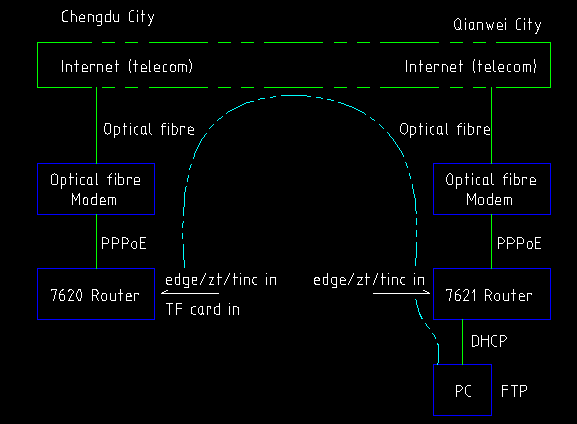 Chengdu City
Qianwei City
Internet (telecom)
Internet (telecom)
Optical fibre
Optical fibre
Optical fibre
Modem
Optical fibre
Modem
PPPoE
PPPoE
7620 Router
edge/zt/tinc in
TF card in
edge/zt/tinc in
7621 Router
DHCP
PC
FTP